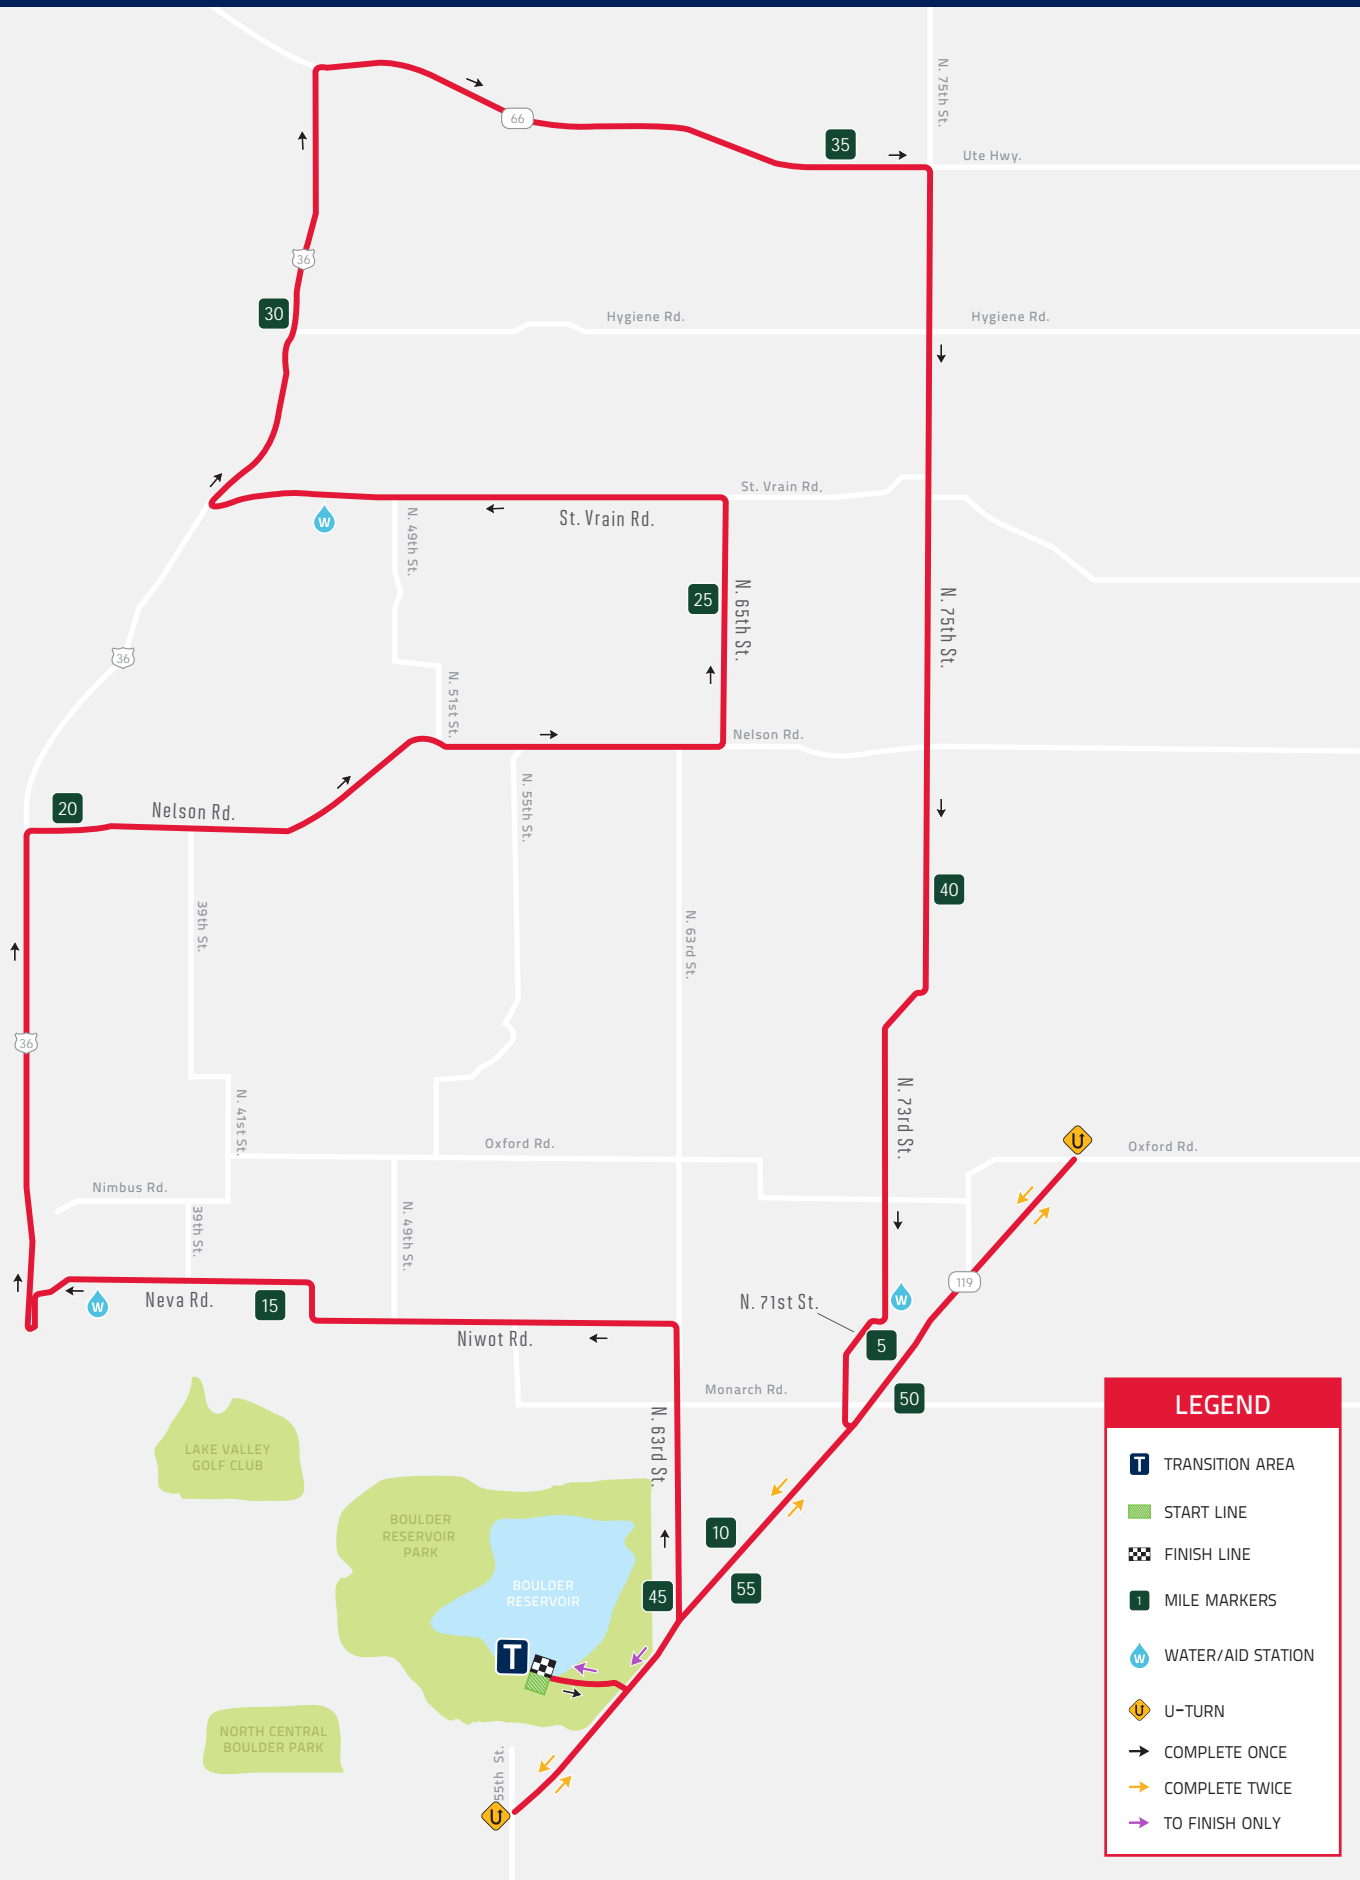 N. 75th St.
66
35
Ute Hwy.
36
30
Hygiene Rd.
Hygiene Rd.
St. Vrain Rd.
W
N. 49th St.
St. Vrain Rd.
25
N. 65th St.
N. 75th St.
36
N. 51st St.
Nelson Rd.
20
Nelson Rd.
N. 55th St.
40
39th St.
N. 63rd St.
36
N. 41st St.
N. 73rd St.
Oxford Rd.
U
Oxford Rd.
Nimbus Rd.
39th St.
N. 49th St.
119
W
Neva Rd.
15
W
N. 71st St.
Niwot Rd.
5
Monarch Rd.
50
N. 63rd St.
LAKE VALLEY
GOLF CLUB
BOULDER
RESERVOIR
PARK
10
BOULDER
RESERVOIR
45
55
T
NORTH CENTRAL
BOULDER PARK
55th St.
U
LEGEND
T TRANSITION AREA
START LINE
FINISH LINE
1 MILE MARKERS
W WATER/AID STATION
U U-TURN
COMPLETE ONCE
COMPLETE TWICE
TO FINISH ONLY